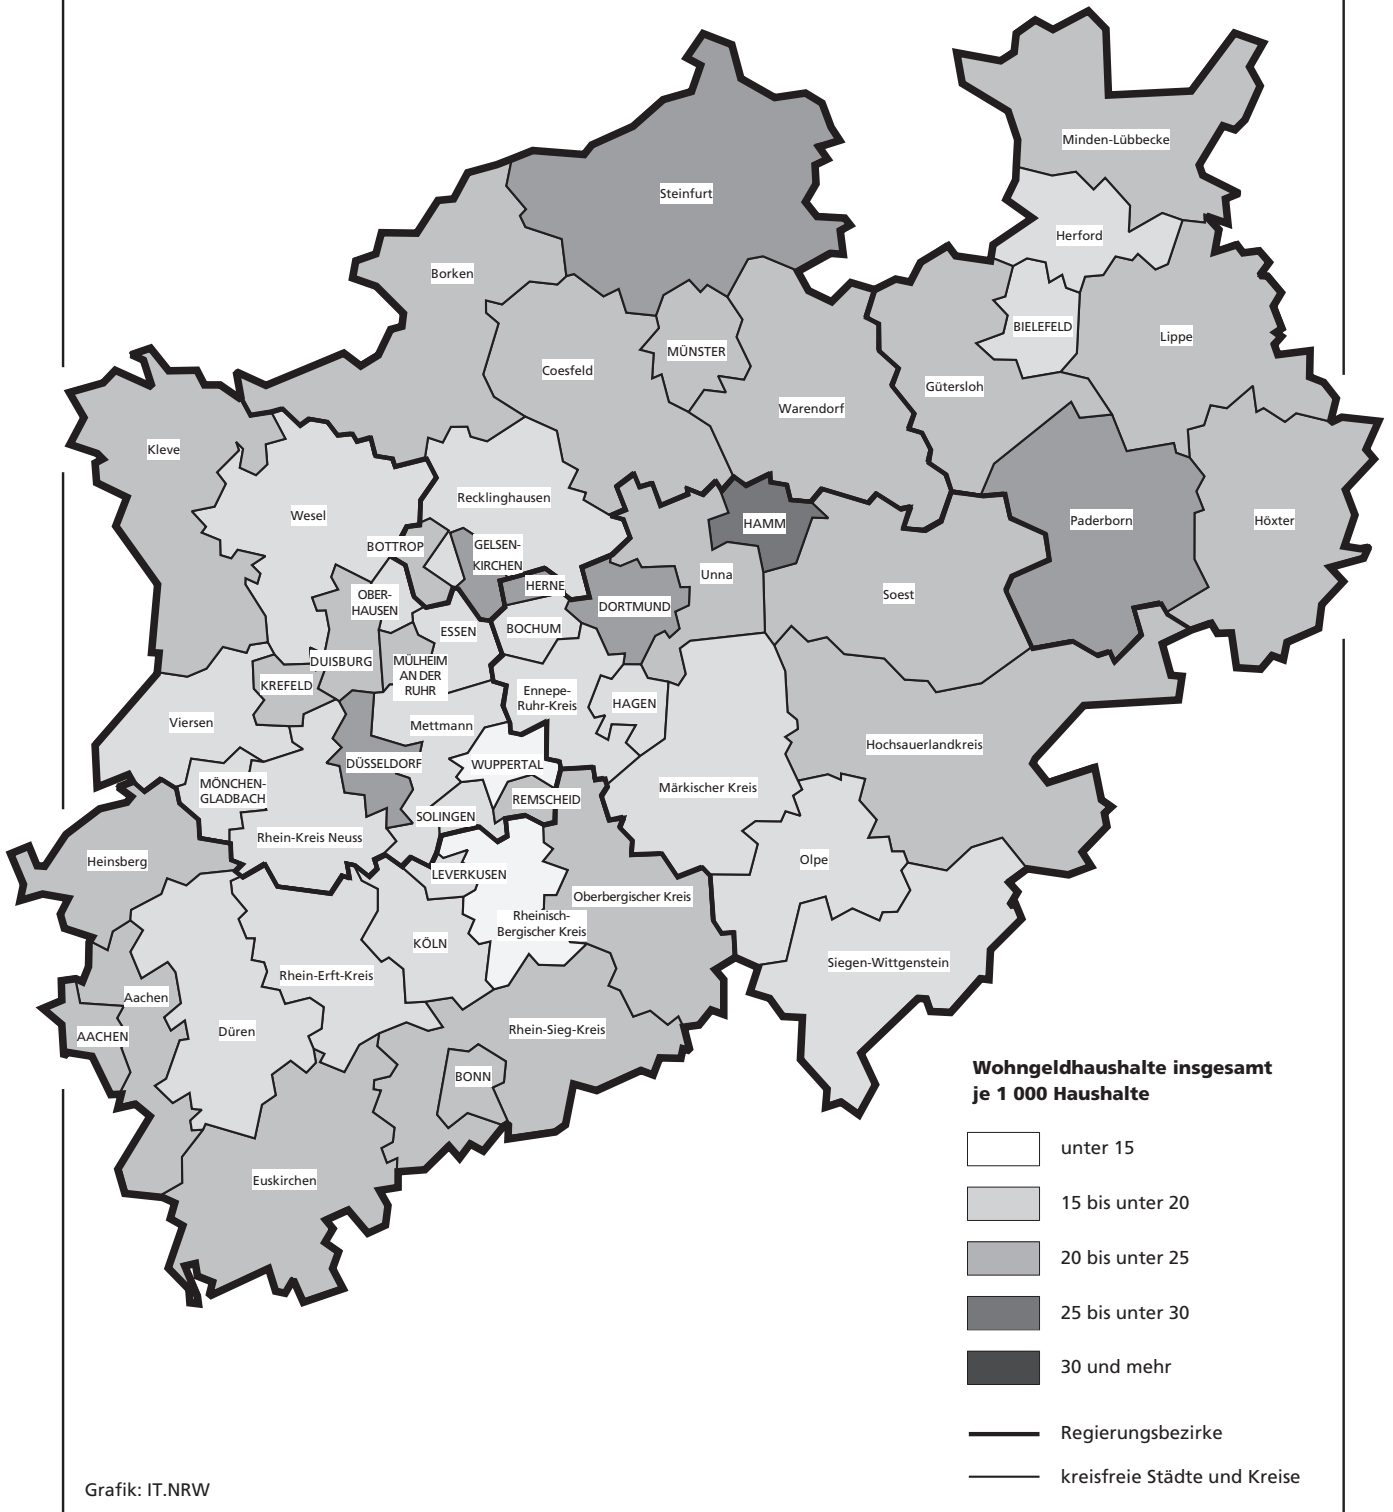 Minden-Lübbecke
Steinfurt
Herford
Borken
BIELEFELD
Lippe
MÜNSTER
Coesfeld
Gütersloh
Warendorf
Kleve
Recklinghausen
Wesel
HAMM
Paderborn
Höxter
BOTTROP
GELSEN-
KIRCHEN
Unna
HERNE
Soest
OBER-
HAUSEN
DORTMUND
ESSEN
BOCHUM
DUISBURG
MÜLHEIM
AN DER
RUHR
KREFELD
Ennepe-
Ruhr-Kreis
HAGEN
Viersen
Mettmann
Hochsauerlandkreis
DÜSSELDORF
WUPPERTAL
MÖNCHEN-
GLADBACH
Märkischer Kreis
REMSCHEID
SOLINGEN
Rhein-Kreis Neuss
Heinsberg
Olpe
LEVERKUSEN
Oberbergischer Kreis
Rheinisch-
Bergischer Kreis
KÖLN
Siegen-Wittgenstein
Rhein-Erft-Kreis
Aachen
AACHEN
Düren
Rhein-Sieg-Kreis
BONN
Euskirchen
Wohngeldhaushalte insgesamt
je 1 000 Haushalte
unter 15
15 bis unter 20
20 bis unter 25
25 bis unter 30
30 und mehr
Regierungsbezirke
kreisfreie Städte und Kreise
Grafik: IT.NRW